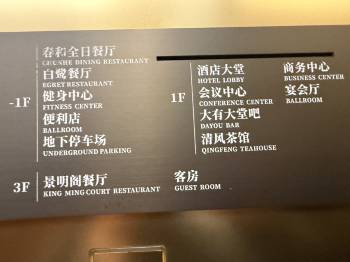 春和全日餐厅
CHUNHE DINING RESTAURANT
白鹭餐厅
EGRET RESTAURANT
-1F
健身中心
FITNESS CENTER
便利店
BALLROOM
地下停车场
UNDERGROUND PARKING
酒店大堂
HOTEL LOBBY
商务中心
BUSINESS CENTER
1F
会议中心
CONFERENCE CENTER
宴会厅
BALLROOM
大有大堂吧
DAYOU BAR
清风茶馆
QINGFENG TEAHOUSE
3F
景明阁餐厅
KING MING COURT RESTAURANT
客房
GUEST ROOM